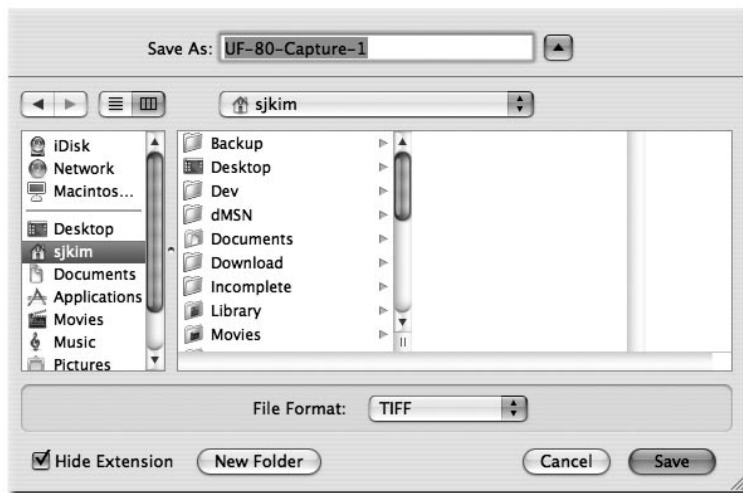 Save As: UF-80-Capture-1
sjkim
iDisk
Network
Macintos...
Desktop
sjkim
Documents
Applications
Movies
Music
Pictures
Backup
Desktop
Dev
dMSN
Documents
Download
Incomplete
Library
Movies
File Format: TIFF
Hide Extension
New Folder
Cancel
Save